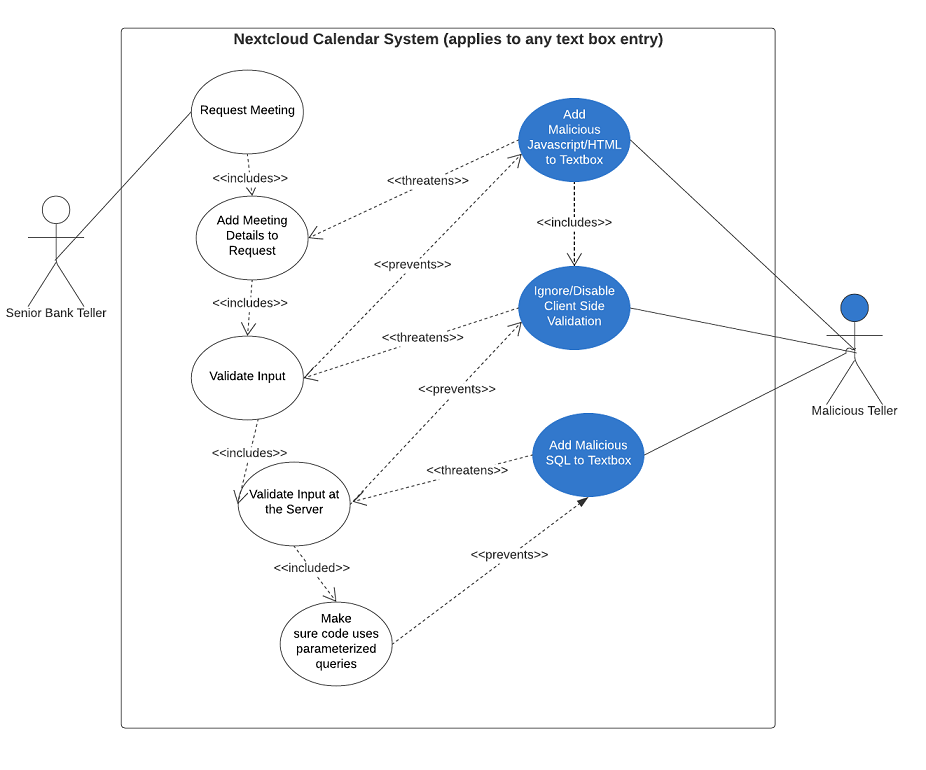 Nextcloud Calendar System (applies to any text box entry)
Request Meeting
Add
Malicious
Javascript/HTML
to Textbox
<<includes>>
<<threatens>>
Add Meeting
Details to
Request
<<includes>>
<<prevents>>
Senior Bank Teller
<<includes>>
Ignore/Disable
Client Side
Validation
<<threatens>>
Validate Input
<<prevents>>
Malicious Teller
<<includes>>
Add Malicious
SQL to Textbox
<<threatens>>
Validate Input at
the Server
<<prevents>>
<<included>>
Make
sure code uses
parameterized
queries